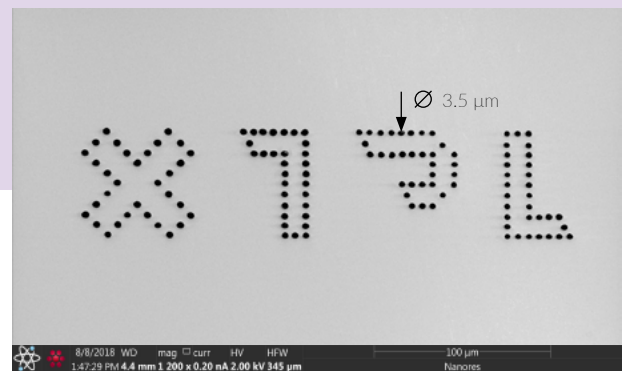 Ø 3.5 µm
8/8/2018 WD mag curr HV HFW 100 µm
1:47:29 PM 4.4 mm 1 200 x 0.20 nA 2.00 kV 345 µm Nanores